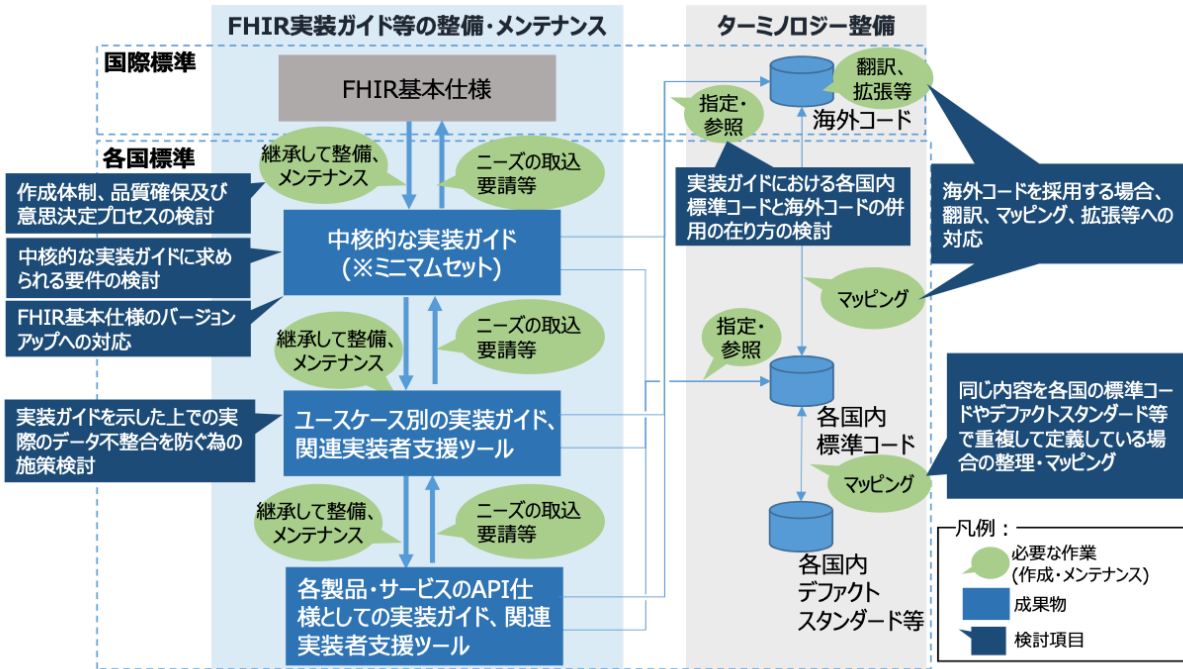 FHIR実装ガイド等の整備・メンテナンス
ターミノロジー整備
国際標準
FHIR基本仕様
翻訳、
拡張等
海外コード
指定・
参照
各国標準
継承して整備、
メンテナンス
ニーズの取込
要請等
作成体制、品質確保及び
意思決定プロセスの検討
実装ガイドにおける各国内
標準コードと海外コードの併
用の在り方の検討
海外コードを採用する場合、
翻訳、マッピング、拡張等への
対応
中核的な実装ガイド
(※ミニマムセット)
中核的な実装ガイドに求め
られる要件の検討
FHIR基本仕様のバージョン
アップへの対応
マッピング
継承して整備、
メンテナンス
ニーズの取込
要請等
指定・
参照
実装ガイドを示した上での実
際のデータ不整合を防ぐ為の
施策検討
ユースケース別の実装ガイド、
関連実装者支援ツール
各国内
標準コード
同じ内容を各国の標準コー
ドやデファクトスタンダード等
で重複して定義している場
合の整理・マッピング
マッピング
継承して整備、
メンテナンス
ニーズの取込
要請等
各製品・サービスのAPI仕
様としての実装ガイド、関連
実装者支援ツール
各国内
デファクト
スタンダード等
凡例：
必要な作業
(作成・メンテナンス)
成果物
検討項目